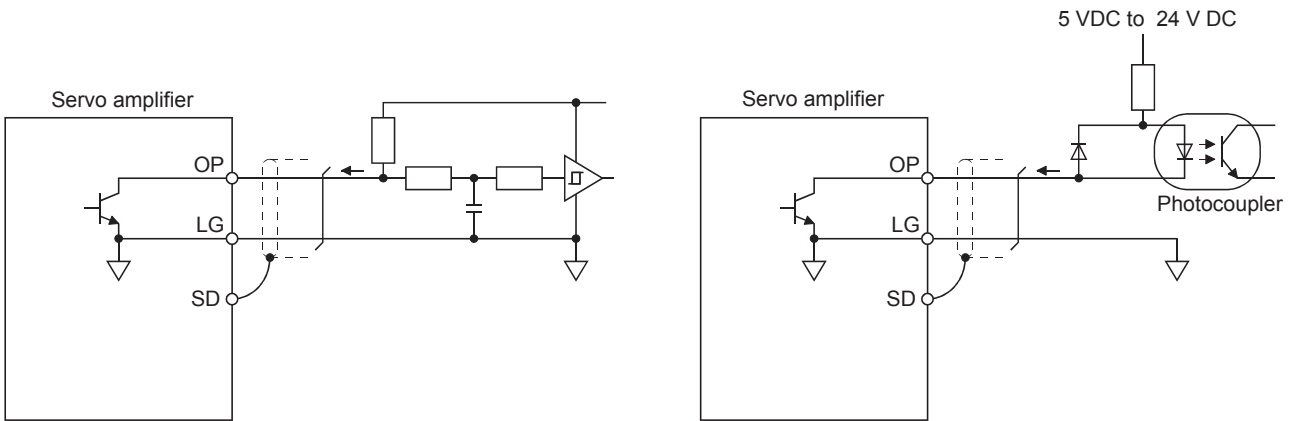 Servo amplifier
OP
LG
SD
5 VDC to 24 V DC
Servo amplifier
OP
LG
SD
Photocoupler